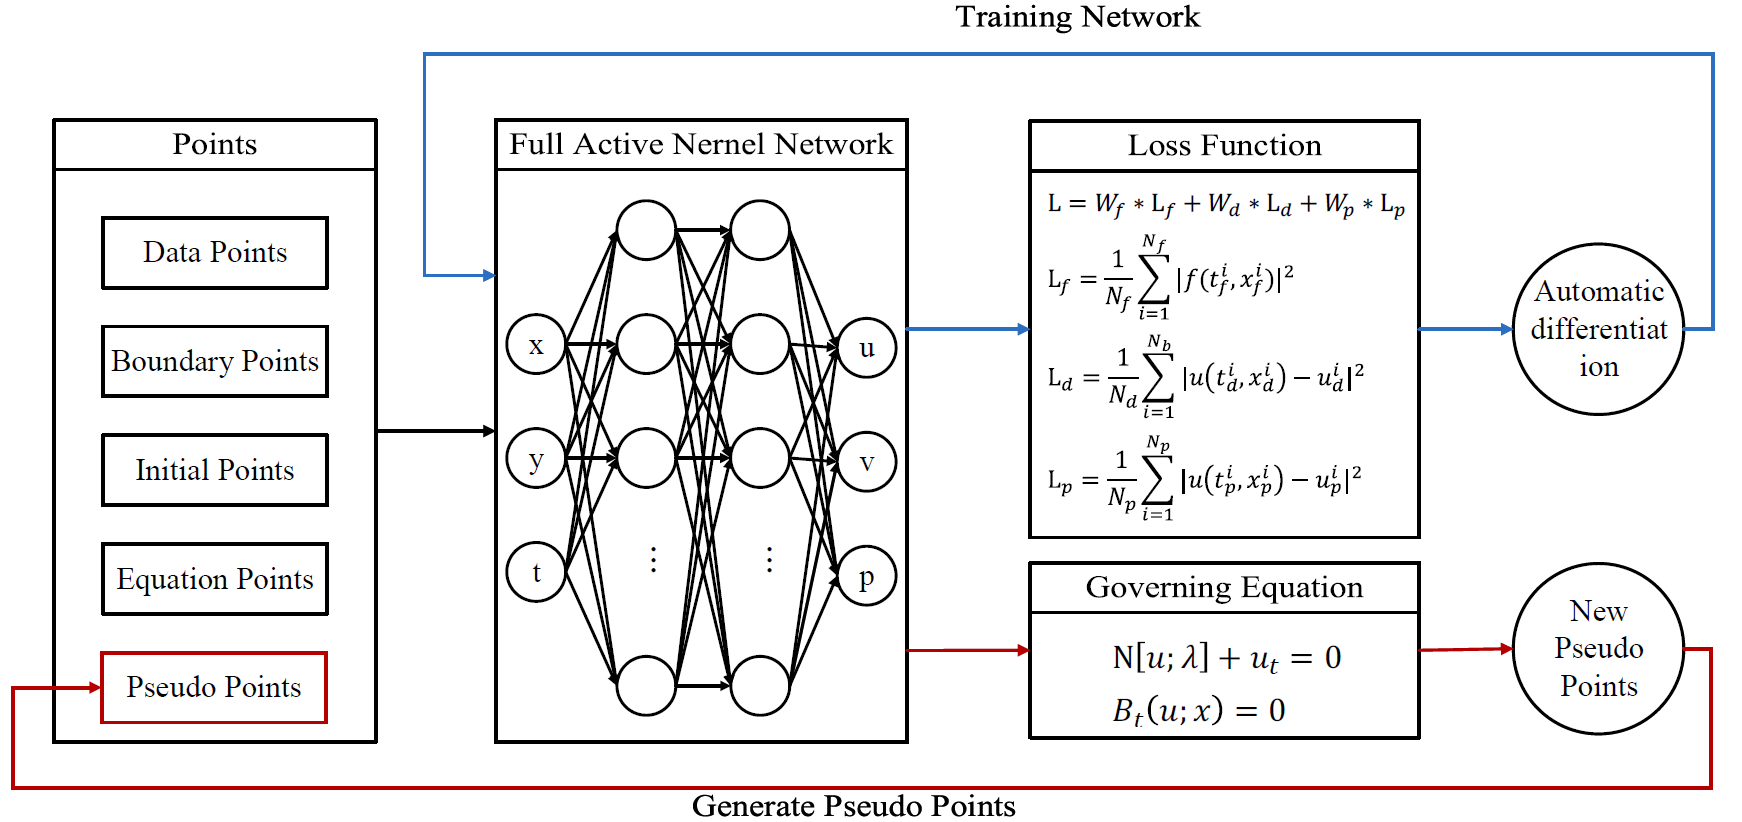 Training Network
Points
Data Points
Boundary Points
Initial Points
Equation Points
Pseudo Points
Full Active Nernel Network
x
y
t
⋮
⋮
u
v
p
Loss Function
L = W_f * L_f + W_d * L_d + W_p * L_p
L_f = \frac{1}{N_f} \sum_{i=1}^{N_f} |f(t_f^i, x_f^i)|^2
L_d = \frac{1}{N_d} \sum_{i=1}^{N_b} |u(t_d^i, x_d^i) − u_d^i|^2
L_p = \frac{1}{N_p} \sum_{i=1}^{N_p} |u(t_p^i, x_p^i) − u_p^i|^2
Automatic
differentiat
ion
Governing Equation
N[u; λ] + u_t = 0
B_t(u; x) = 0
New
Pseudo
Points
Generate Pseudo Points